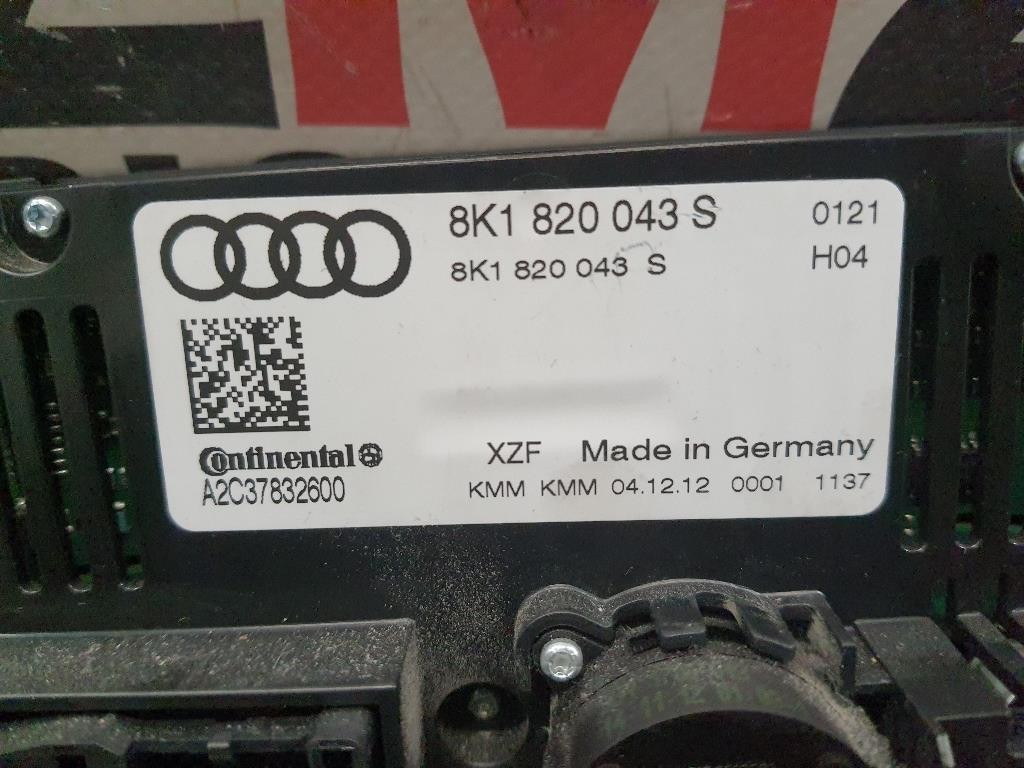 8K1 820 043 S 0121
8K1 820 043 S H04
Continental
A2C37832600
XZF Made in Germany
KMM KMM 04.12.12 0001 1137